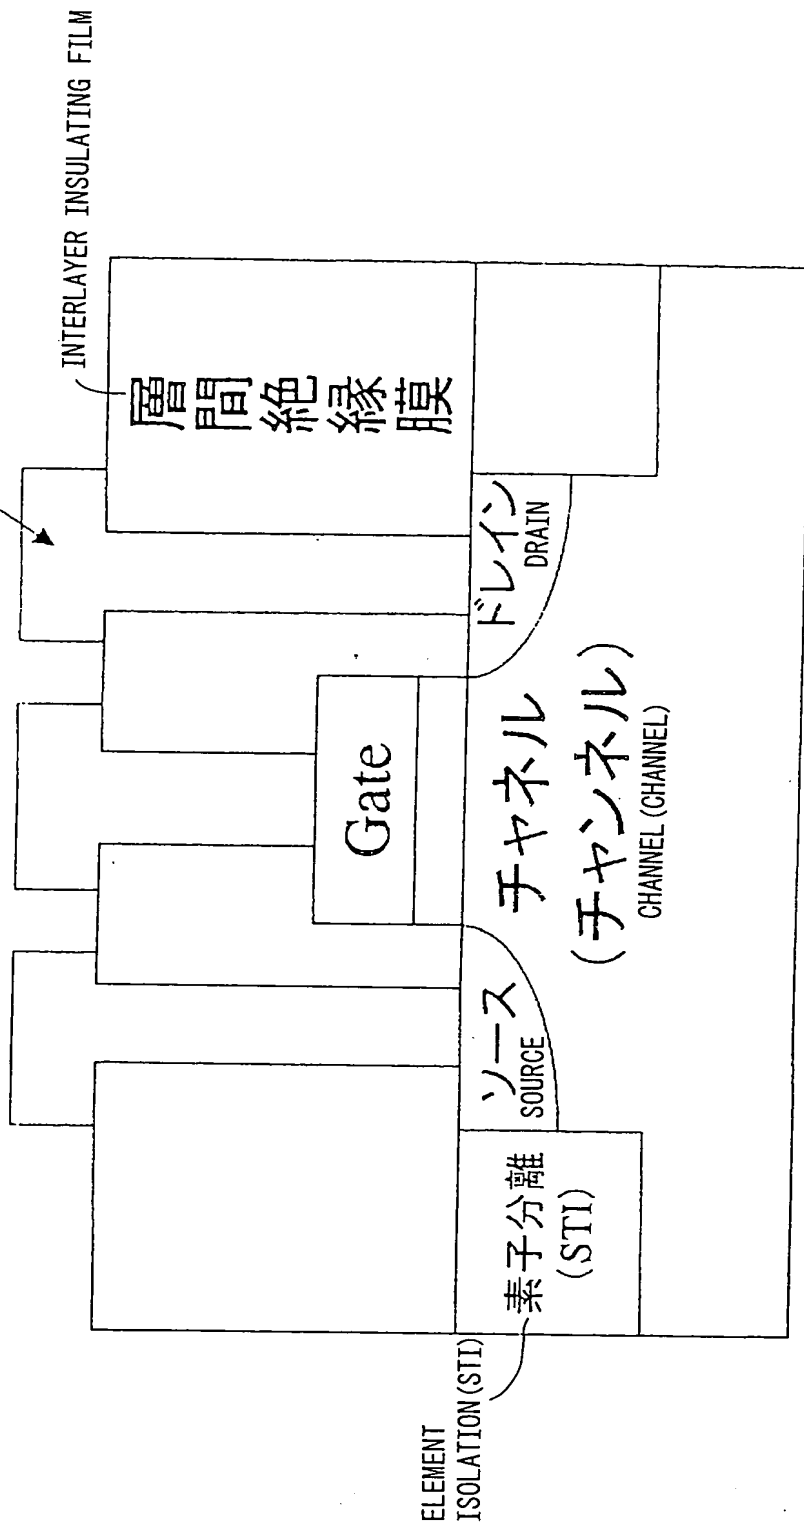 INTERLAYER INSULATING FILM
層間絶縁膜
Gate
ドレイン
DRAIN
チャネル
(チャンネル)
CHANNEL(CHANNEL)
ソース
SOURCE
素子分離
(STI)
ELEMENT
ISOLATION(STI)